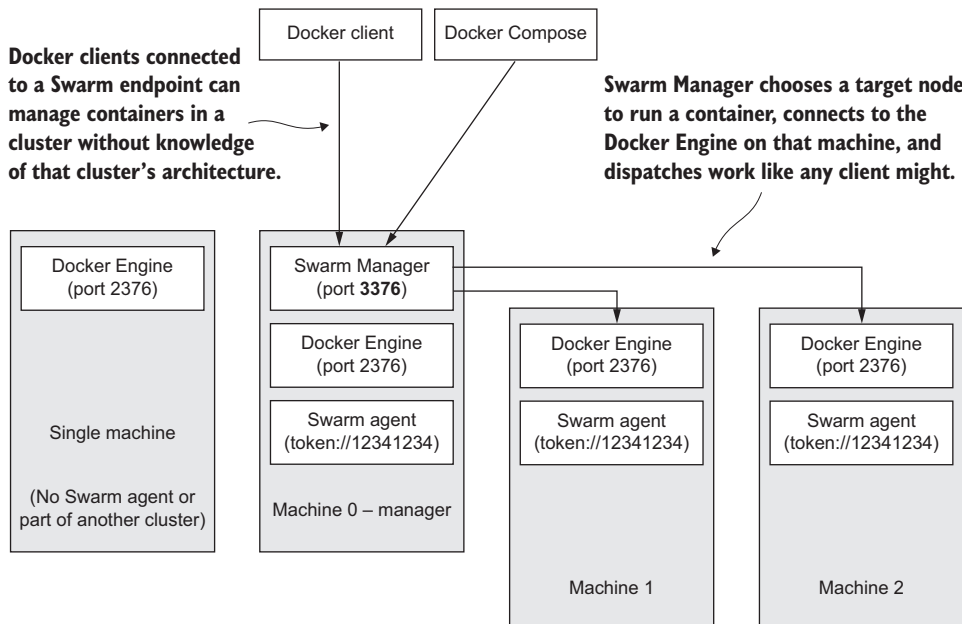 Docker client
Docker Compose
Docker clients connected
to a Swarm endpoint can
manage containers in a
cluster without knowledge
of that cluster's architecture.
Swarm Manager chooses a target node
to run a container, connects to the
Docker Engine on that machine, and
dispatches work like any client might.
Docker Engine
(port 2376)
Single machine
(No Swarm agent or
part of another cluster)
Swarm Manager
(port 3376)
Docker Engine
(port 2376)
Swarm agent
(token://12341234)
Machine 0 – manager
Docker Engine
(port 2376)
Swarm agent
(token://12341234)
Machine 1
Docker Engine
(port 2376)
Swarm agent
(token://12341234)
Machine 2